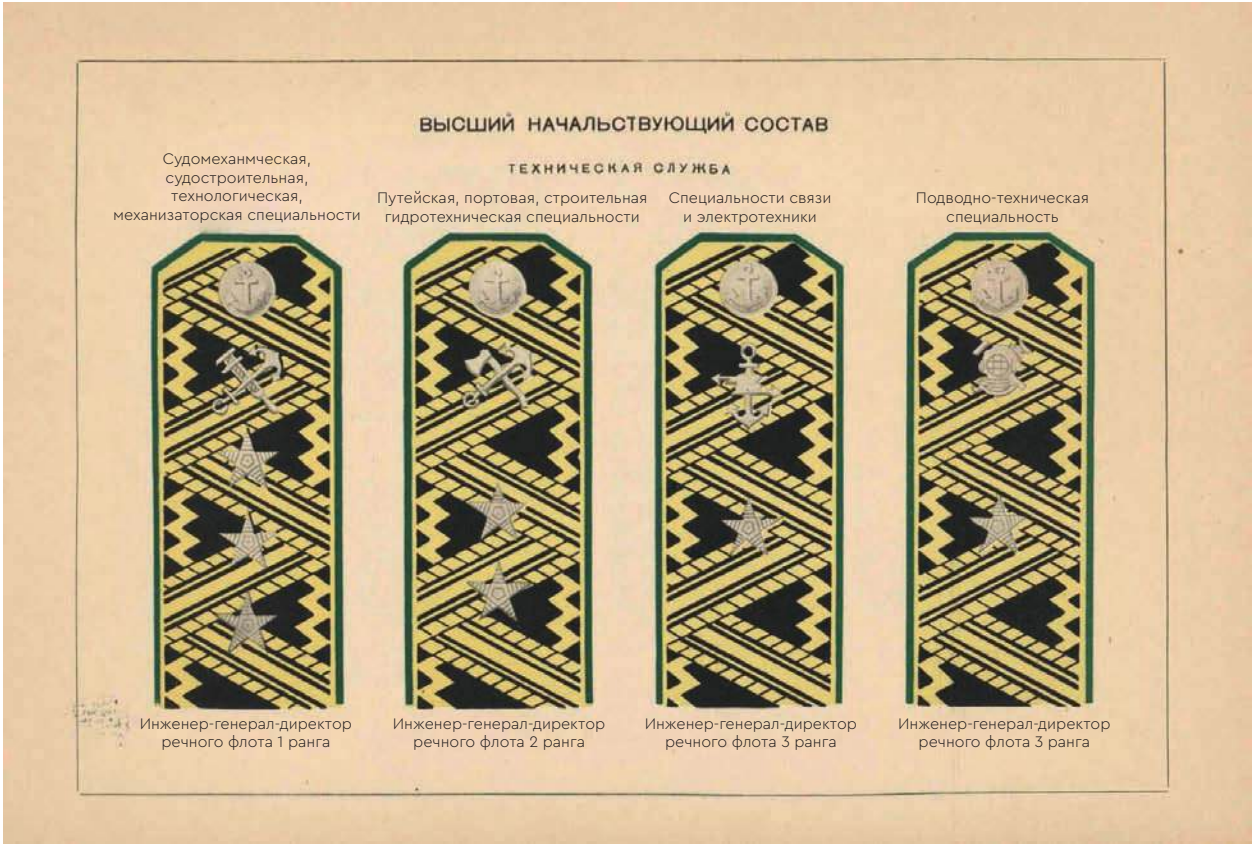 ВЫСШИЙ НАЧАЛЬСТВУЮЩИЙ СОСТАВ
ТЕХНИЧЕСКАЯ СЛУЖБА
Судомеханмческая,
судостроительная,
технологическая,
механизаторская специальности
Путейская, портовая, строительная
гидротехническая специальности
Специальности связи
и электротехники
Подводно-техническая
специальность
Инженер-генерал-директор
речного флота 1 ранга
Инженер-генерал-директор
речного флота 2 ранга
Инженер-генерал-директор
речного флота 3 ранга
Инженер-генерал-директор
речного флота 3 ранга